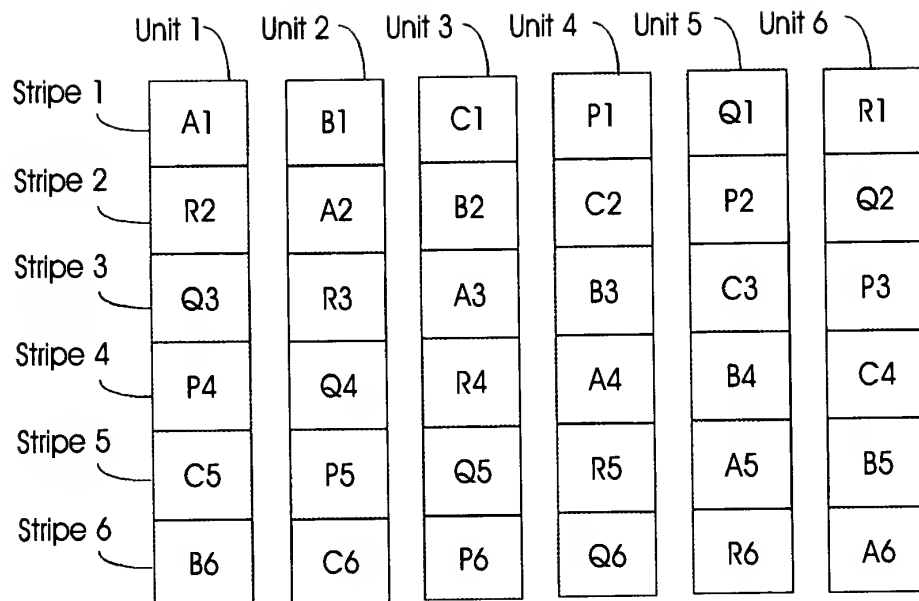 Unit 1 Unit 2 Unit 3 Unit 4 Unit 5 Unit 6
Stripe 1 A1 B1 C1 P1 Q1 R1
Stripe 2 R2 A2 B2 C2 P2 Q2
Stripe 3 Q3 R3 A3 B3 C3 P3
Stripe 4 P4 Q4 R4 A4 B4 C4
Stripe 5 C5 P5 Q5 R5 A5 B5
Stripe 6 B6 C6 P6 Q6 R6 A6